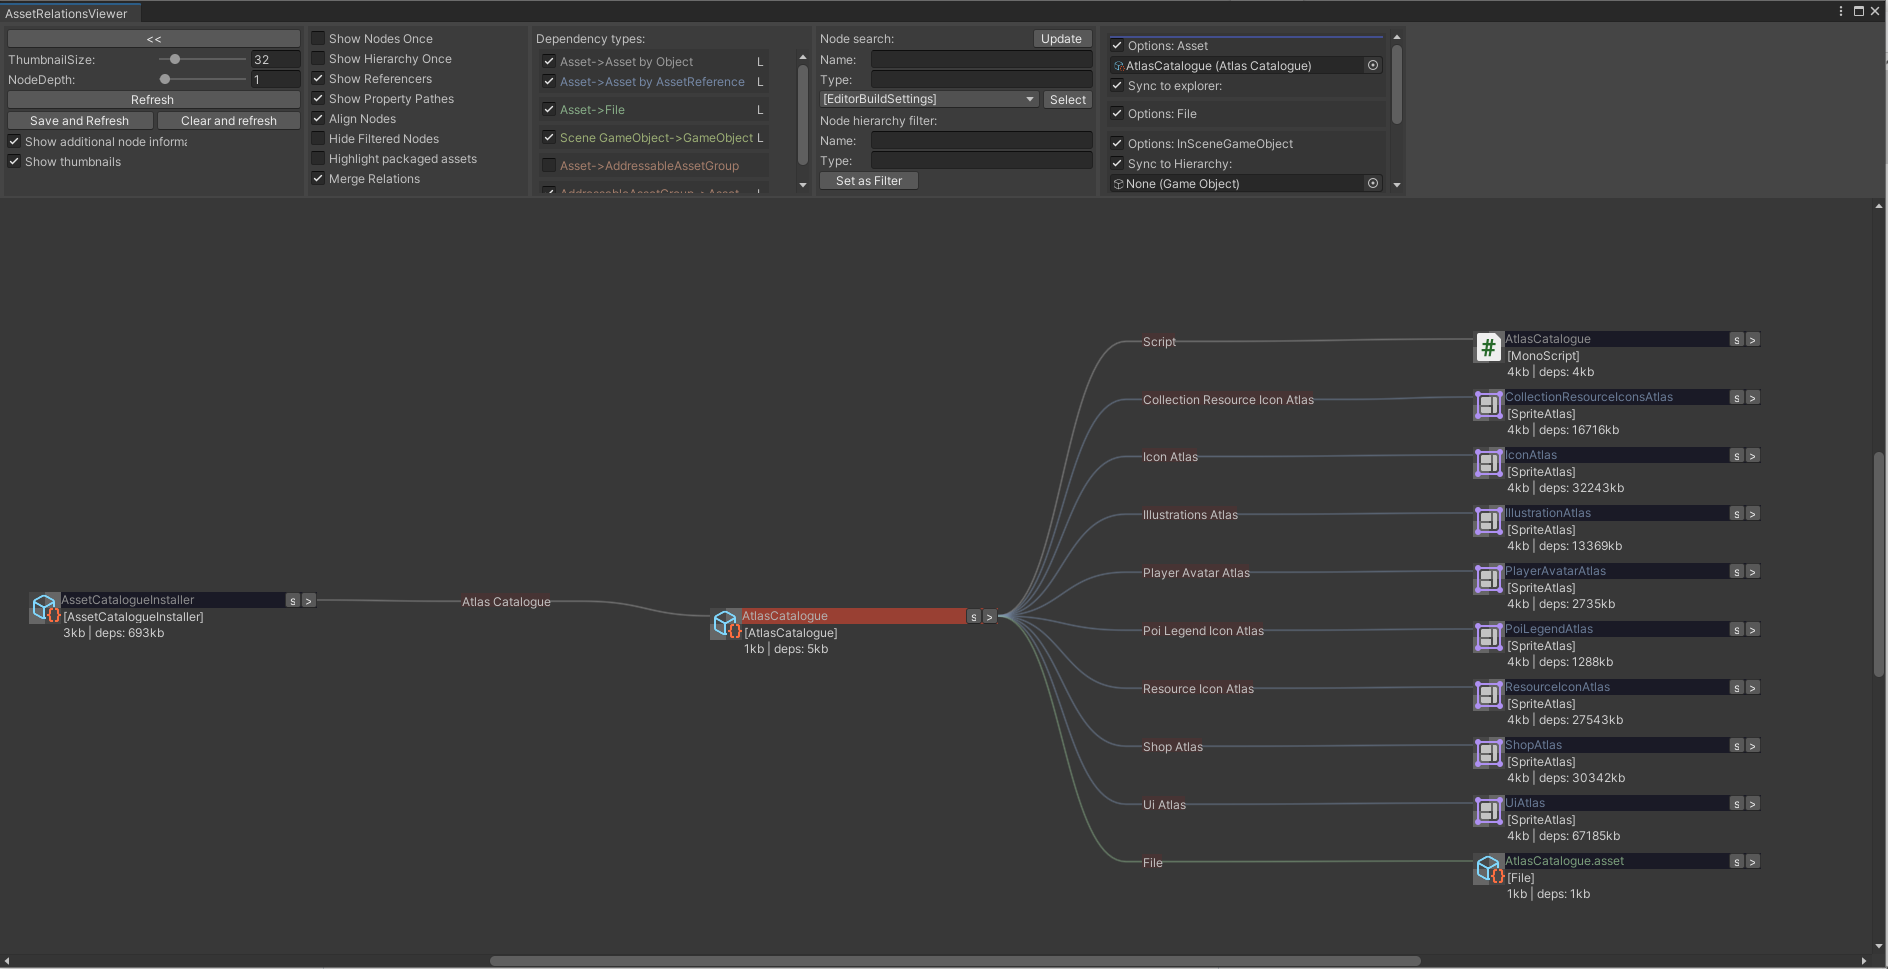 AssetRelationsViewer
<<
ThumbnailSize:
32
NodeDepth:
1
Refresh
Save and Refresh
Clear and refresh
Show additional node informa
Show thumbnails
Show Nodes Once
Show Hierarchy Once
Show Referencers
Show Property Pathes
Align Nodes
Hide Filtered Nodes
Highlight packaged assets
Merge Relations
Dependency types:
Asset->Asset by Object L
Asset->Asset by AssetReference L
Asset->File L
Scene GameObject->GameObject L
Asset->AddressableAssetGroup
AddressableAssetGroup->Asset L
Node search:
Update
Name:
Type:
[EditorBuildSettings]
Select
Node hierarchy filter:
Name:
Type:
Set as Filter
Options: Asset
AtlasCatalogue (Atlas Catalogue)
Sync to explorer:
Options: File
Options: InSceneGameObject
Sync to Hierarchy:
None (Game Object)
AssetCatalogueInstaller s >
[AssetCatalogueInstaller]
3kb | deps: 693kb
Atlas Catalogue
AtlasCatalogue s >
[AtlasCatalogue]
1kb | deps: 5kb
Script
AtlasCatalogue s >
[MonoScript]
4kb | deps: 4kb
Collection Resource Icon Atlas
CollectionResourceIconsAtlas s >
[SpriteAtlas]
4kb | deps: 16716kb
Icon Atlas
IconAtlas s >
[SpriteAtlas]
4kb | deps: 32243kb
Illustrations Atlas
IllustrationAtlas s >
[SpriteAtlas]
4kb | deps: 13369kb
Player Avatar Atlas
PlayerAvatarAtlas s >
[SpriteAtlas]
4kb | deps: 2735kb
Poi Legend Icon Atlas
PoiLegendAtlas s >
[SpriteAtlas]
4kb | deps: 1288kb
Resource Icon Atlas
ResourceIconAtlas s >
[SpriteAtlas]
4kb | deps: 27543kb
Shop Atlas
ShopAtlas s >
[SpriteAtlas]
4kb | deps: 30342kb
Ui Atlas
UiAtlas s >
[SpriteAtlas]
4kb | deps: 67185kb
File
AtlasCatalogue.asset s >
[File]
1kb | deps: 1kb